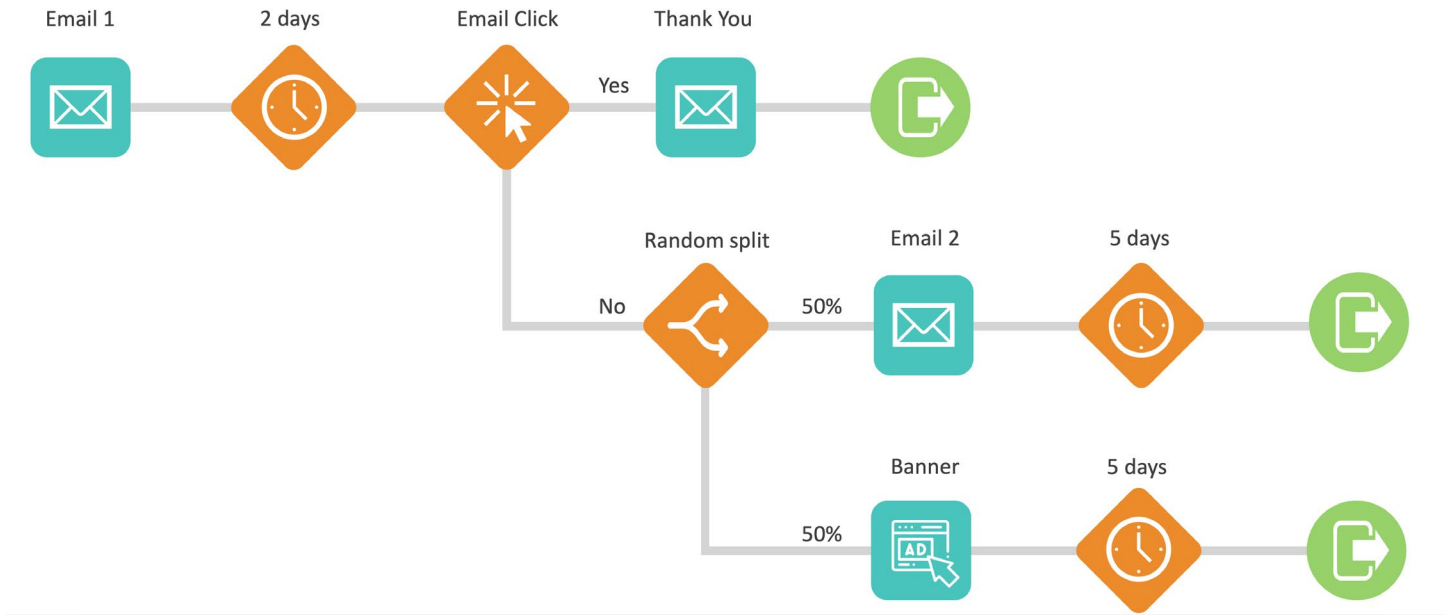 Email 1
2 days
Email Click
Thank You
Yes
Random split
Email 2
5 days
No
50%
Banner
5 days
50%
AD